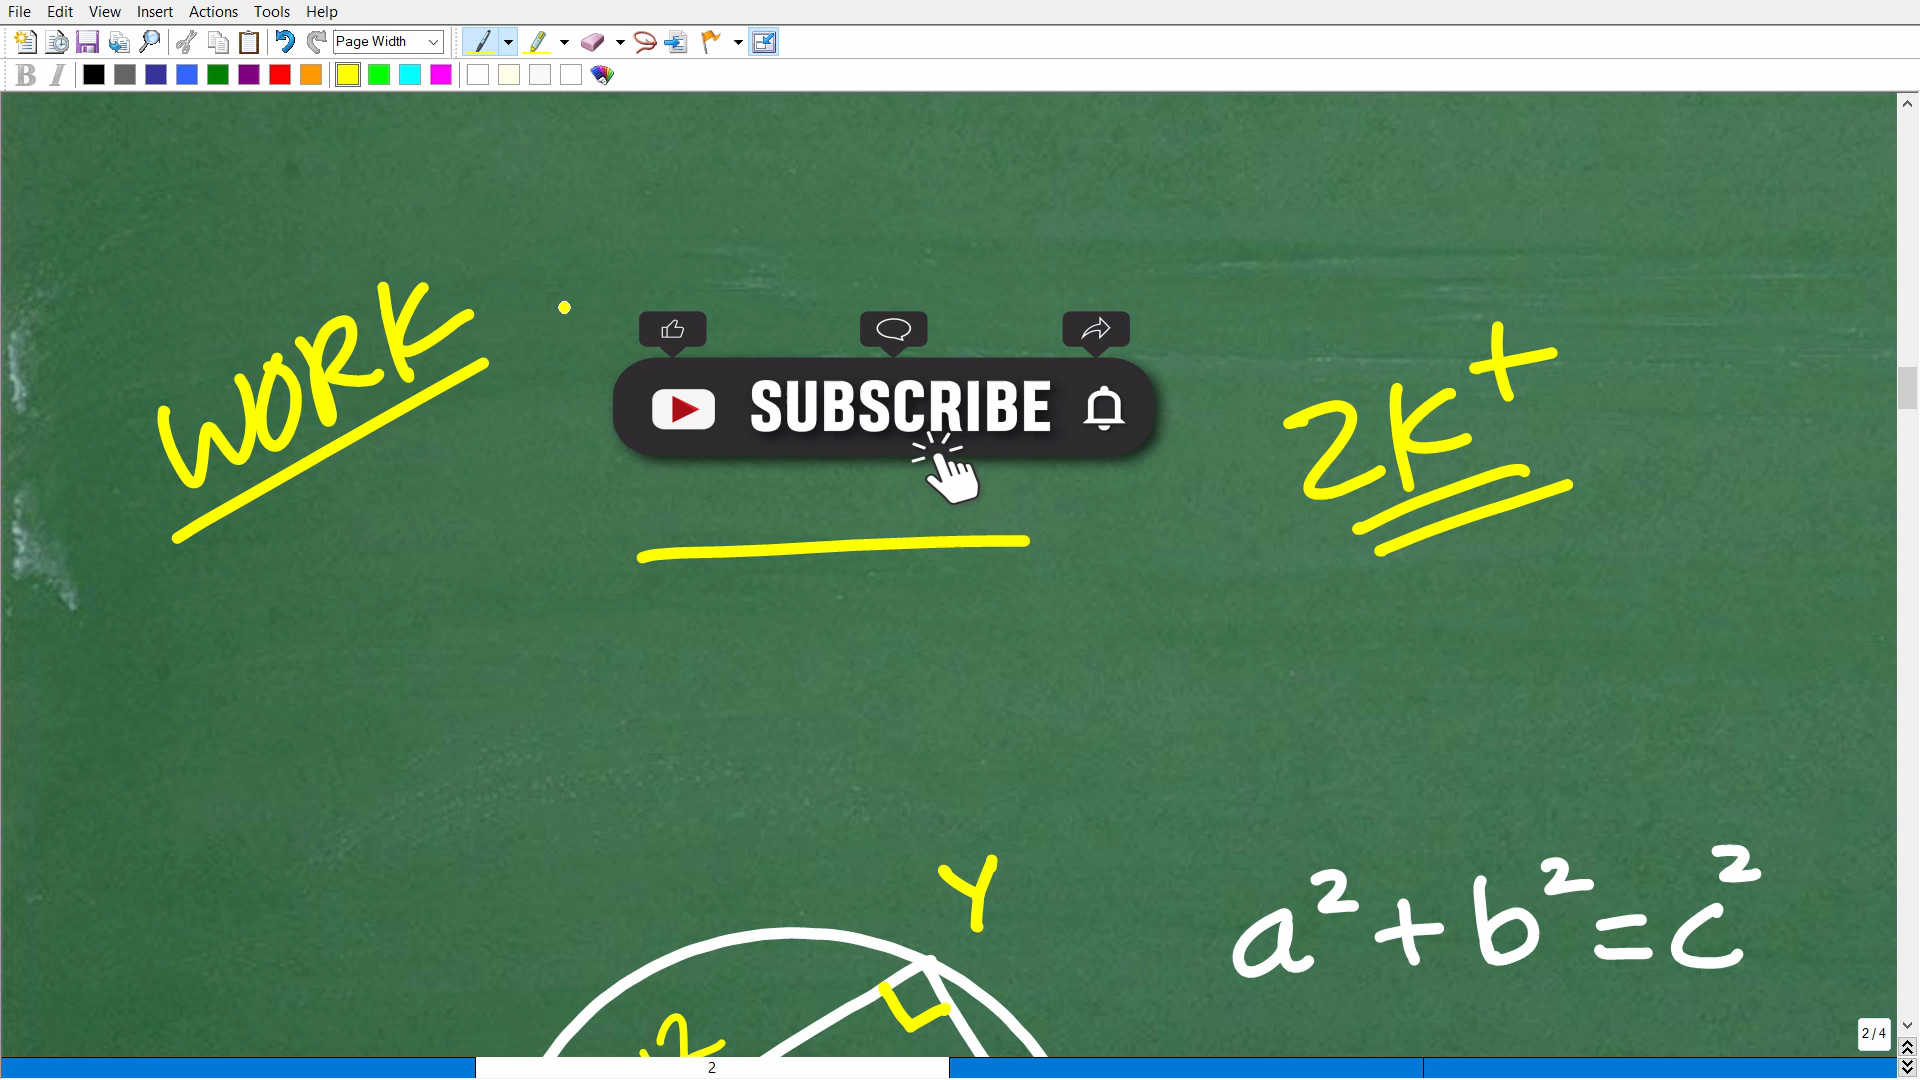 File Edit View Insert Actions Tools Help
Page Width
B I
WORK
SUBSCRIBE
2K+
Y
a²+b²=c²
2 / 4
2